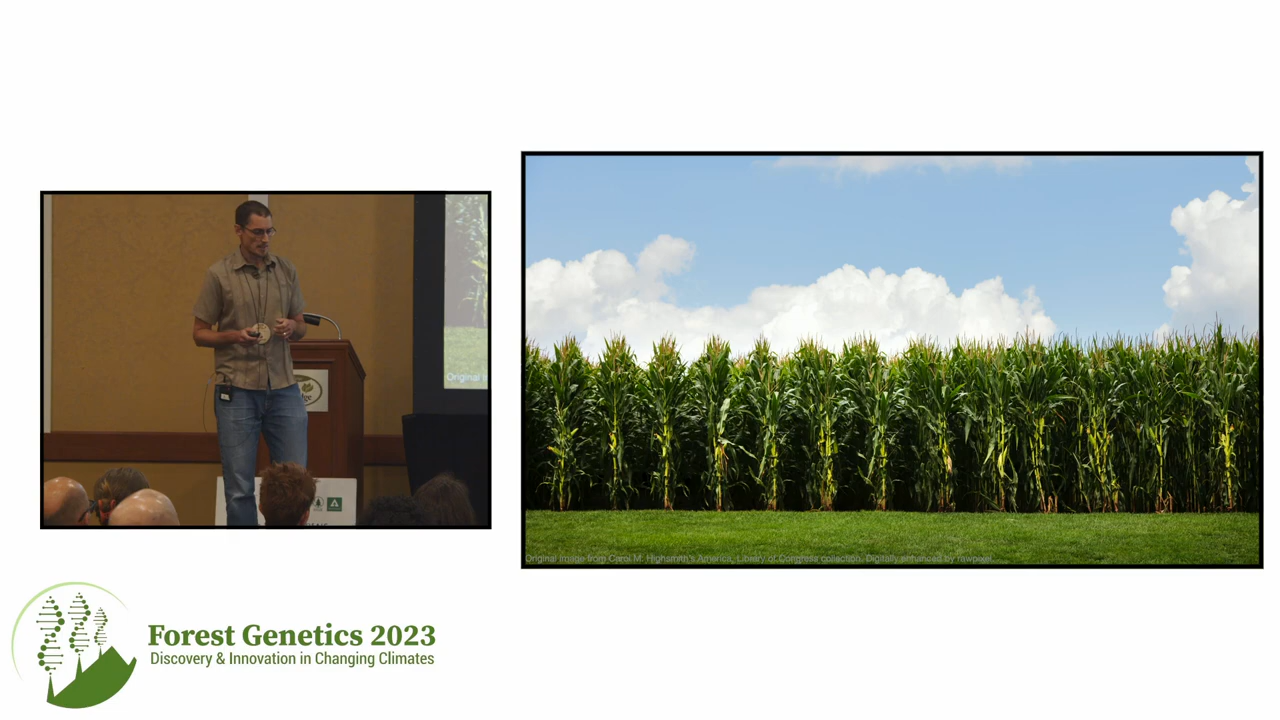 Original image from Carol M. Highsmith's America, Library of Congress collection. Digitally enhanced by rawpixel.
Original i
Forest Genetics 2023
Discovery & Innovation in Changing Climates